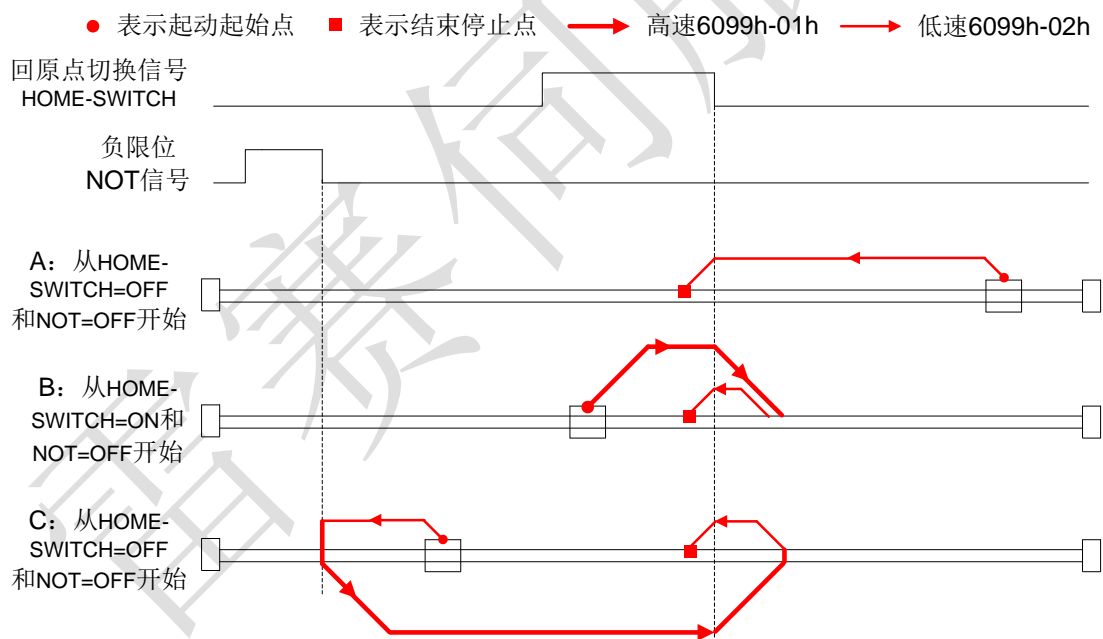 表示起动起始点 表示结束停止点 高速6099h-01h 低速6099h-02h
回原点切换信号
HOME-SWITCH
负限位
NOT信号
A：从HOME-
SWITCH=OFF
和NOT=OFF开始
B：从HOME-
SWITCH=ON和
NOT=OFF开始
C：从HOME-
SWITCH=OFF
和NOT=OFF开始
雷赛伺服